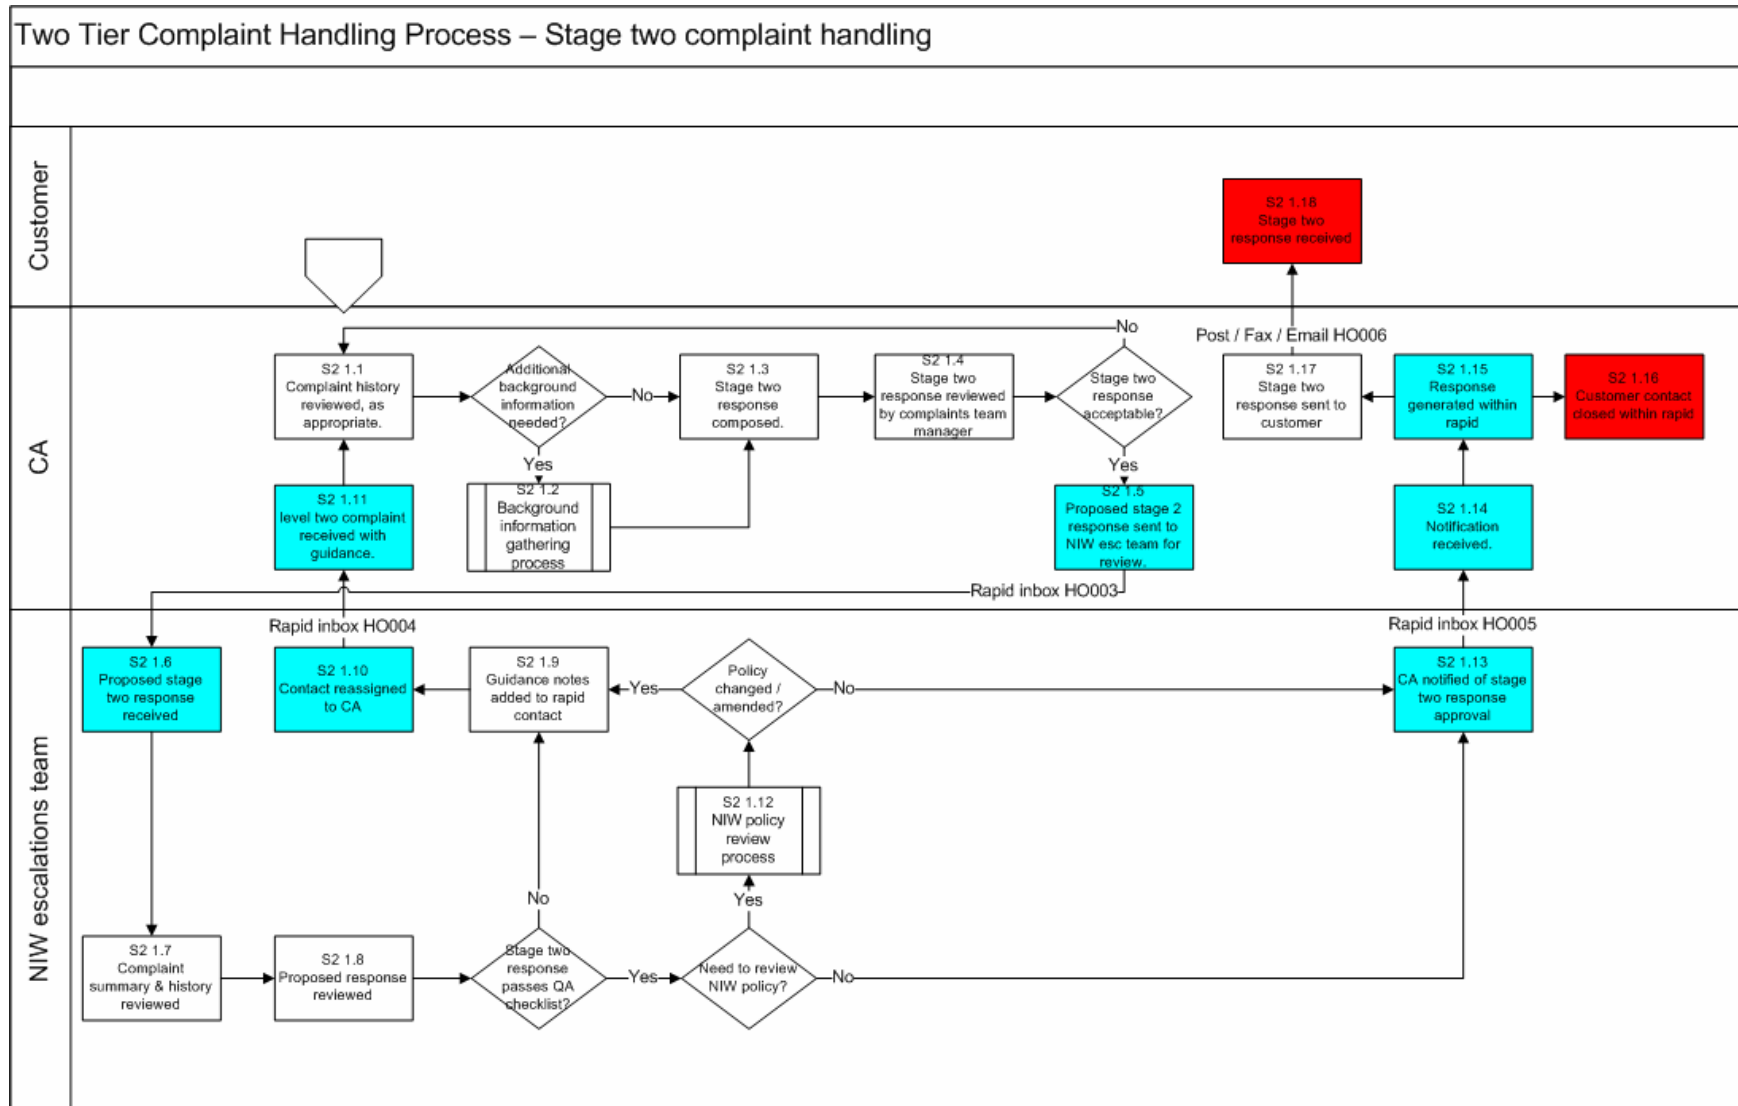 Two Tier Complaint Handling Process – Stage two complaint handling
Customer
S2 1.18
Stage two
response received
CA
No
Post / Fax / Email HO006
S2 1.1
Complaint history
reviewed, as
appropriate.
Additional
background
information
needed?
No
S2 1.3
Stage two
response
composed.
S2 1.4
Stage two
response reviewed
by complaints team
manager
Stage two
response
acceptable?
S2 1.17
Stage two
response sent to
customer
S2 1.15
Response
generated within
rapid
S2 1.16
Customer contact
closed within rapid
Yes
Yes
S2 1.11
level two complaint
received with
guidance.
S2 1.2
Background
information
gathering
process
S2 1.5
Proposed stage 2
response sent to
NIW esc team for
review.
S2 1.14
Notification
received.
Rapid inbox HO003
NIW escalations team
Rapid inbox HO004
Rapid inbox HO005
S2 1.6
Proposed stage
two response
received
S2 1.10
Contact reassigned
to CA
S2 1.9
Guidance notes
added to rapid
contact
Yes
Policy
changed /
amended?
No
S2 1.13
CA notified of stage
two response
approval
S2 1.12
NIW policy
review
process
No
Yes
S2 1.7
Complaint
summary & history
reviewed
S2 1.8
Proposed response
reviewed
Stage two
response
passes QA
checklist?
Yes
Need to review
NIW policy?
No